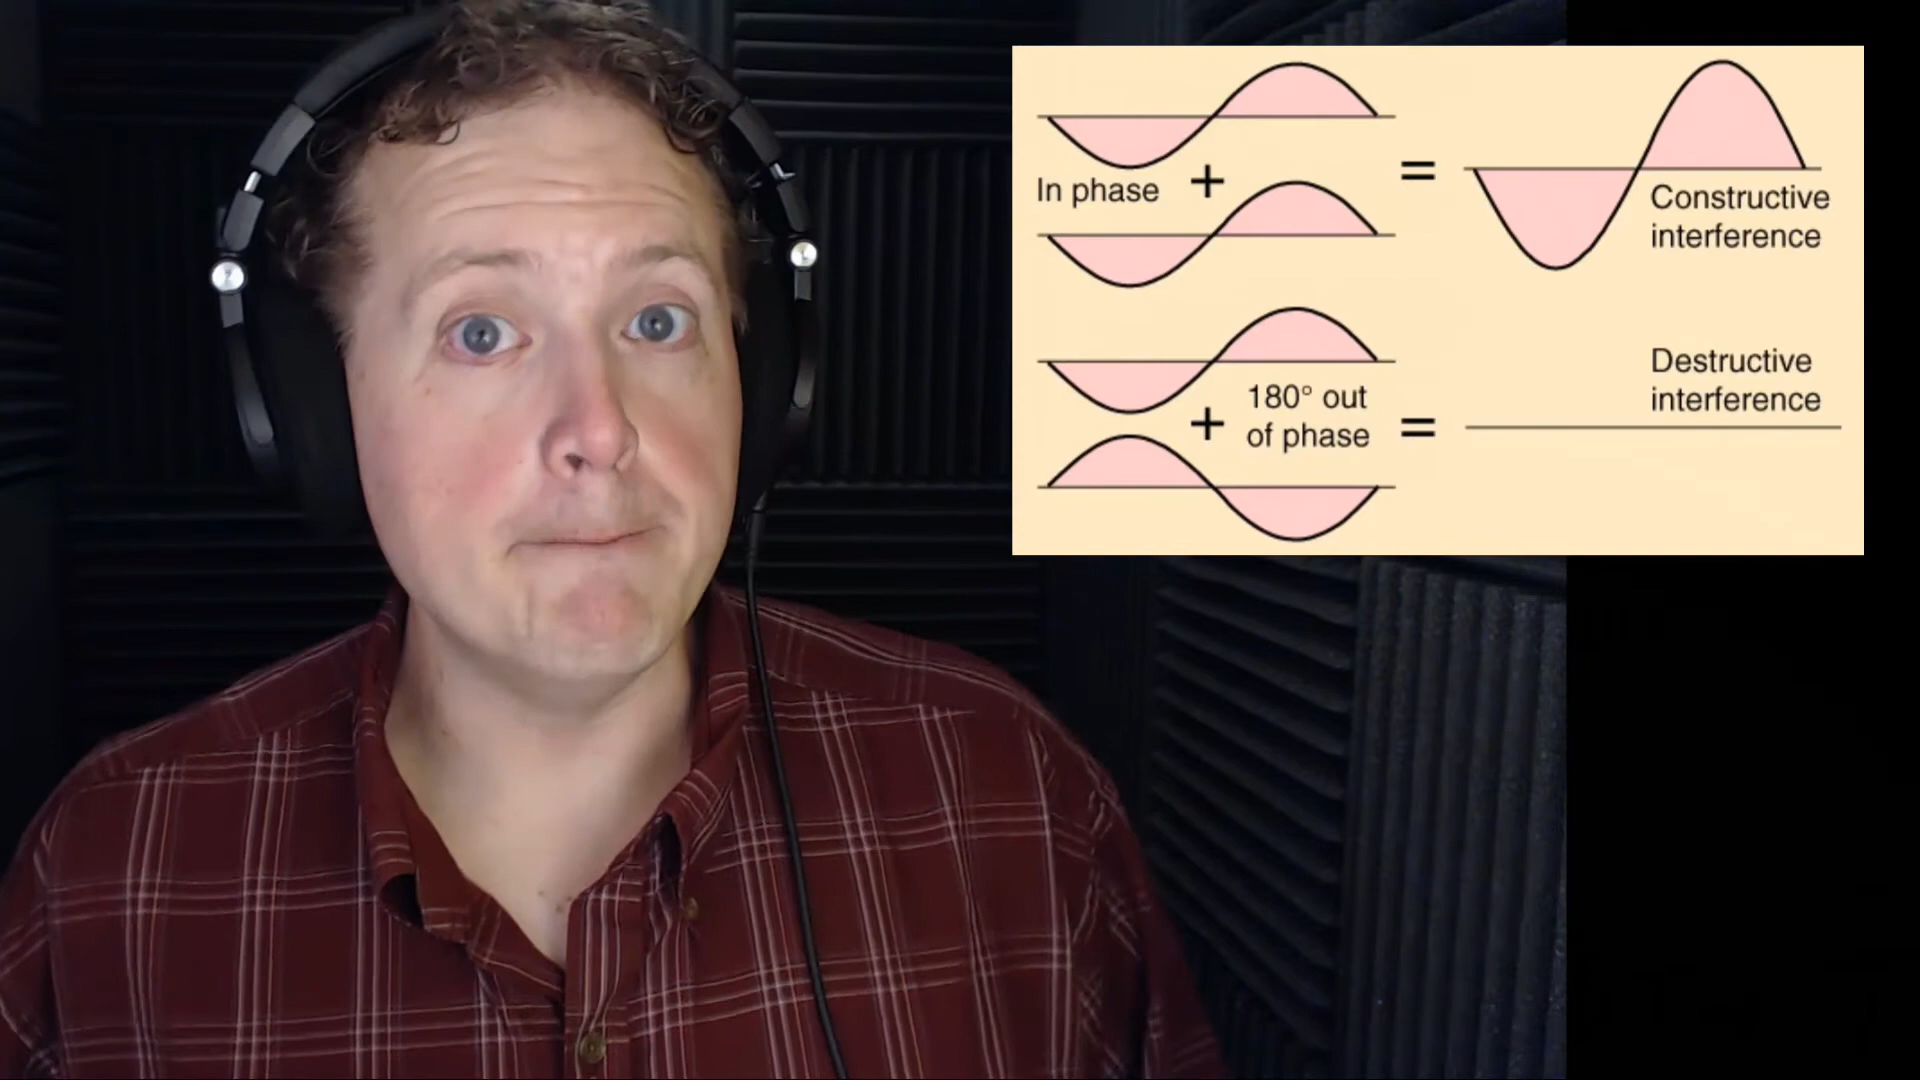 In phase
+
=
Constructive
interference
Destructive
interference
+
180° out
of phase
=